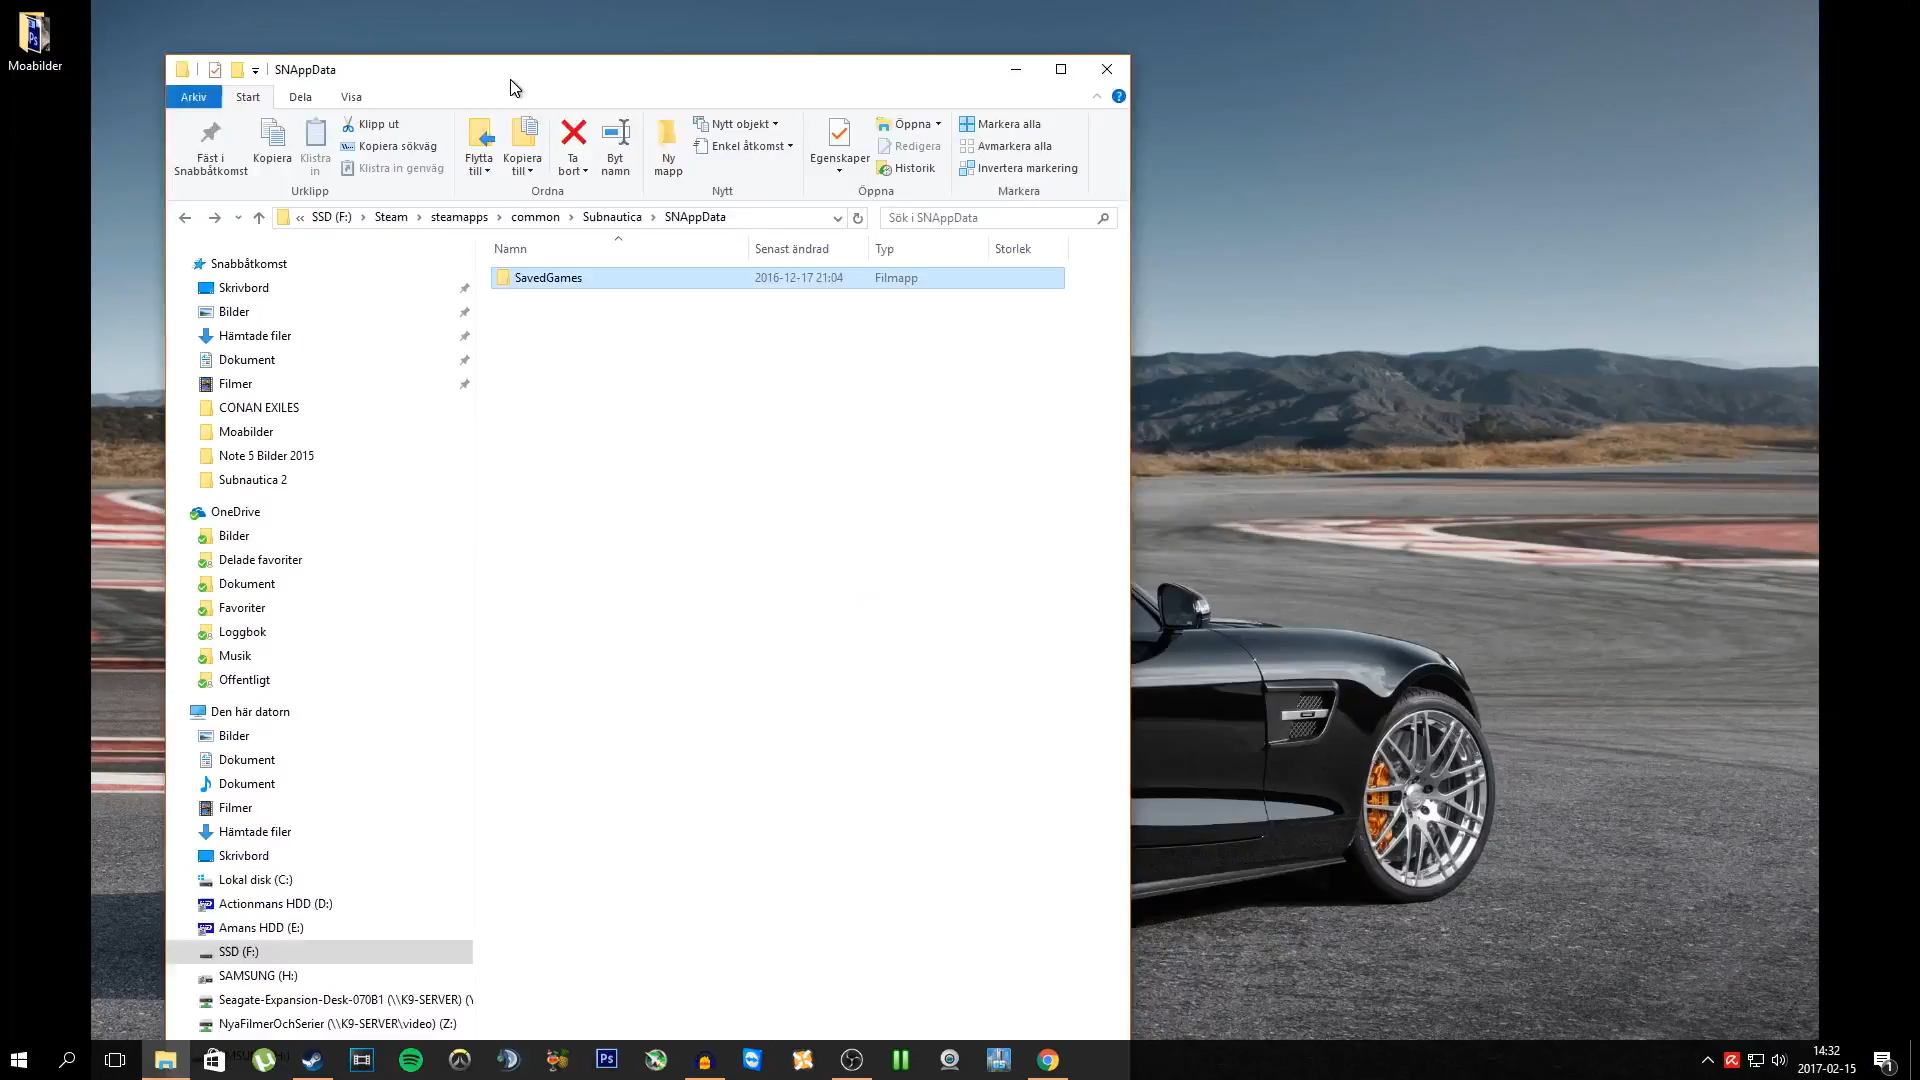 Moabilder
SNAppData
Arkiv Start Dela Visa
Fäst i Snabbåtkomst
Kopiera
Klistra in
Klipp ut
Kopiera sökväg
Klistra in genväg
Urklipp
Flytta till
Kopiera till
Ta bort
Byt namn
Ordna
Ny mapp
Nytt objekt
Enkel åtkomst
Nytt
Egenskaper
Öppna
Redigera
Historik
Öppna
Markera alla
Avmarkera alla
Invertera markering
Markera
« SSD (F:) › Steam › steamapps › common › Subnautica › SNAppData
Sök i SNAppData
Namn Senast ändrad Typ Storlek
SavedGames 2016-12-17 21:04 Filmapp
Snabbåtkomst
Skrivbord
Bilder
Hämtade filer
Dokument
Filmer
CONAN EXILES
Moabilder
Note 5 Bilder 2015
Subnautica 2
OneDrive
Bilder
Delade favoriter
Dokument
Favoriter
Loggbok
Musik
Offentligt
Den här datorn
Bilder
Dokument
Dokument
Filmer
Hämtade filer
Skrivbord
Lokal disk (C:)
Actionmans HDD (D:)
Amans HDD (E:)
SSD (F:)
SAMSUNG (H:)
Seagate-Expansion-Desk-070B1 (\\K9-SERVER) (Y
NyaFilmerOchSerier (\\K9-SERVER\video) (Z:)
Ps
14:32
2017-02-15
1